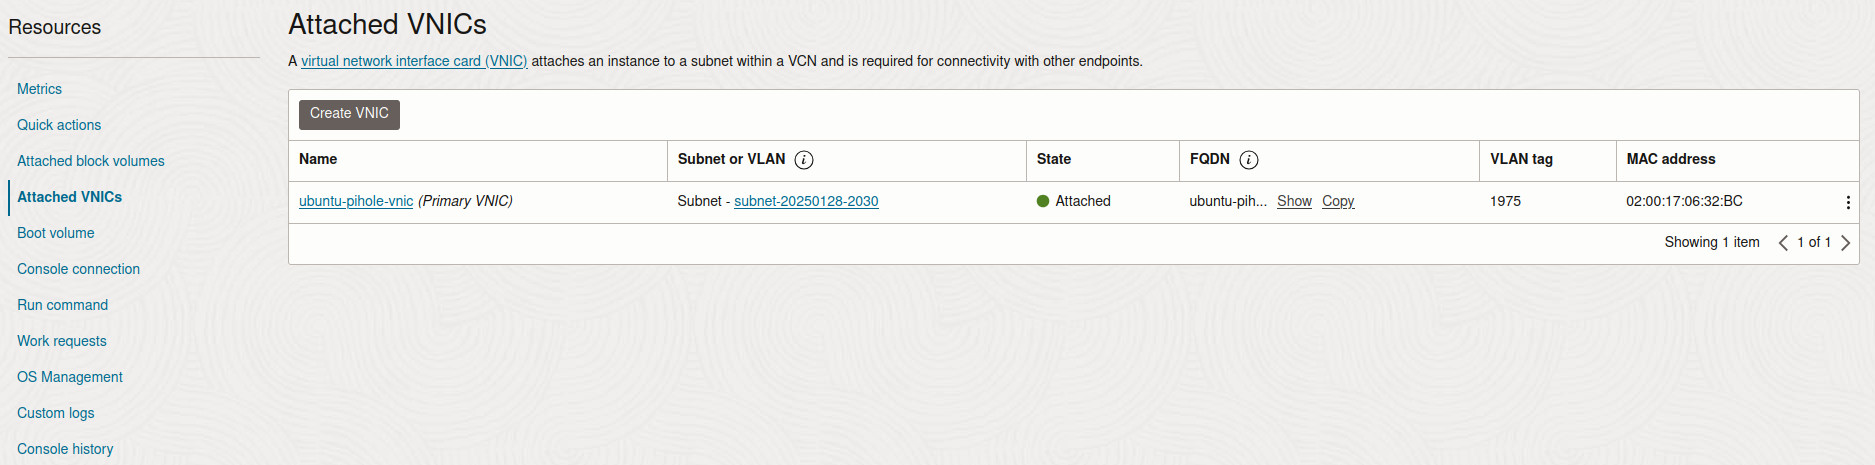 Resources
Metrics
Quick actions
Attached block volumes
Attached VNICs
Boot volume
Console connection
Run command
Work requests
OS Management
Custom logs
Console history
Attached VNICs
A virtual network interface card (VNIC) attaches an instance to a subnet within a VCN and is required for connectivity with other endpoints.
Create VNIC
Name Subnet or VLAN i State FQDN i VLAN tag MAC address
ubuntu-pihole-vnic (Primary VNIC) Subnet - subnet-20250128-2030 Attached ubuntu-pih... Show Copy 1975 02:00:17:06:32:BC
Showing 1 item 1 of 1